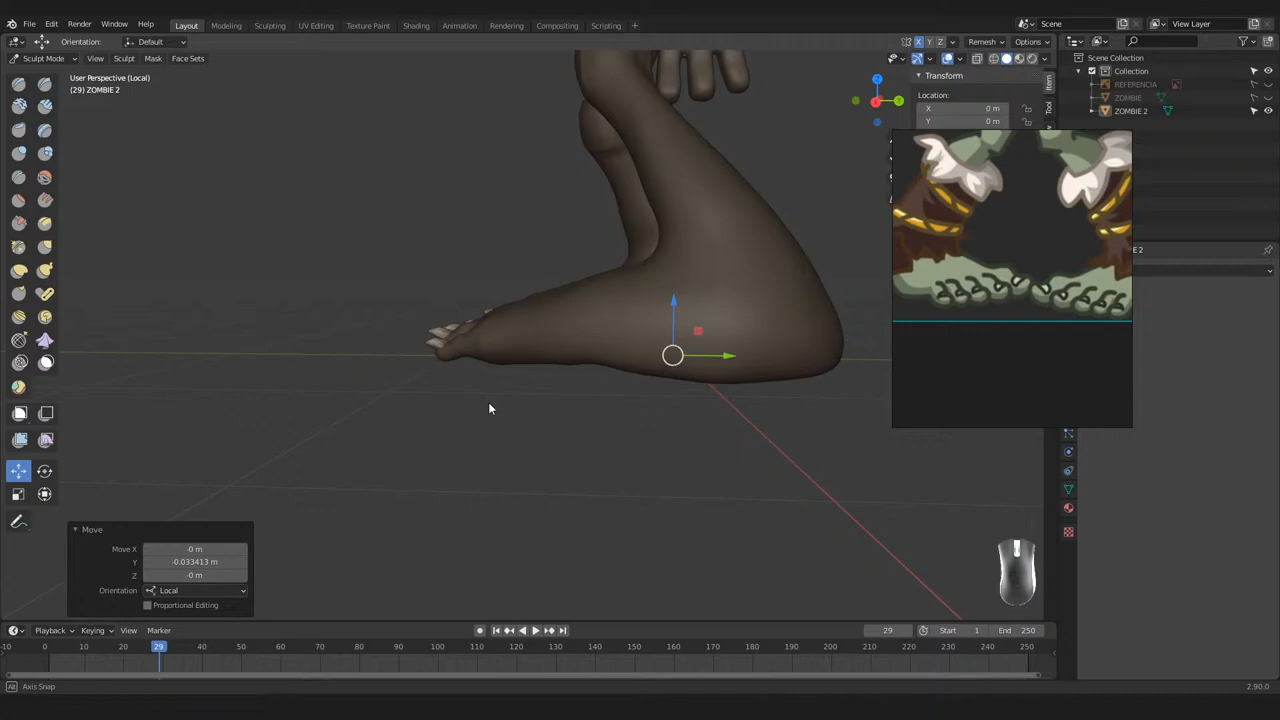 File Edit Render Window Help Layout Modeling Sculpting UV Editing Texture Paint Shading Animation Rendering Compositing Scripting + Scene View Layer
Orientation: Default X Y Z Remesh Options
Sculpt Mode View Sculpt Mask Face Sets
User Perspective (Local)
(29) ZOMBIE 2
Scene Collection
Collection
REFERENCIA
ZOMBIE
ZOMBIE 2
Transform
Location:
X 0 m
Y 0 m
Item
Tool
Z
E 2
Move
Move X -0 m
Y -0.033413 m
Z -0 m
Orientation Local
Proportional Editing
Playback Keying View Marker 29 Start 1 End 250
-10 0 10 20 29 40 50 60 70 80 90 100 110 120 130 140 150 160 170 180 190 200 210 220 230 240 250
Alt Axis Snap 2.90.0